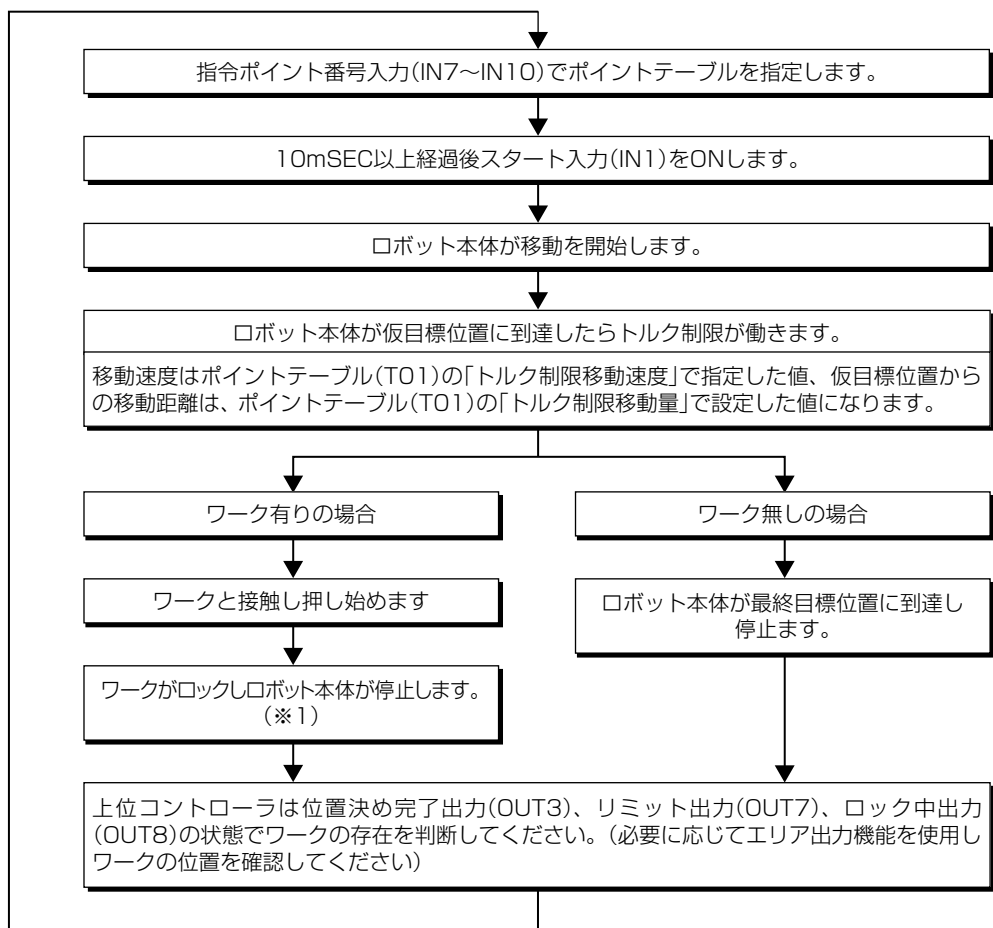 指令ポイント番号入力(IN7〜IN10)でポイントテーブルを指定します。
10mSEC以上経過後スタート入力(IN1)をONします。
ロボット本体が移動を開始します。
ロボット本体が仮目標位置に到達したらトルク制限が働きます。
移動速度はポイントテーブル(T01)の「トルク制限移動速度」で指定した値、仮目標位置から
の移動距離は、ポイントテーブル(T01)の「トルク制限移動量」で設定した値になります。
ワーク有りの場合
ワークと接触し押し始めます
ワークがロックしロボット本体が停止します。
(※1)
ワーク無しの場合
ロボット本体が最終目標位置に到達し
停止ます。
上位コントローラは位置決め完了出力(OUT3)、リミット出力(OUT7)、ロック中出力
(OUT8)の状態でワークの存在を判断してください。(必要に応じてエリア出力機能を使用し
ワークの位置を確認してください)